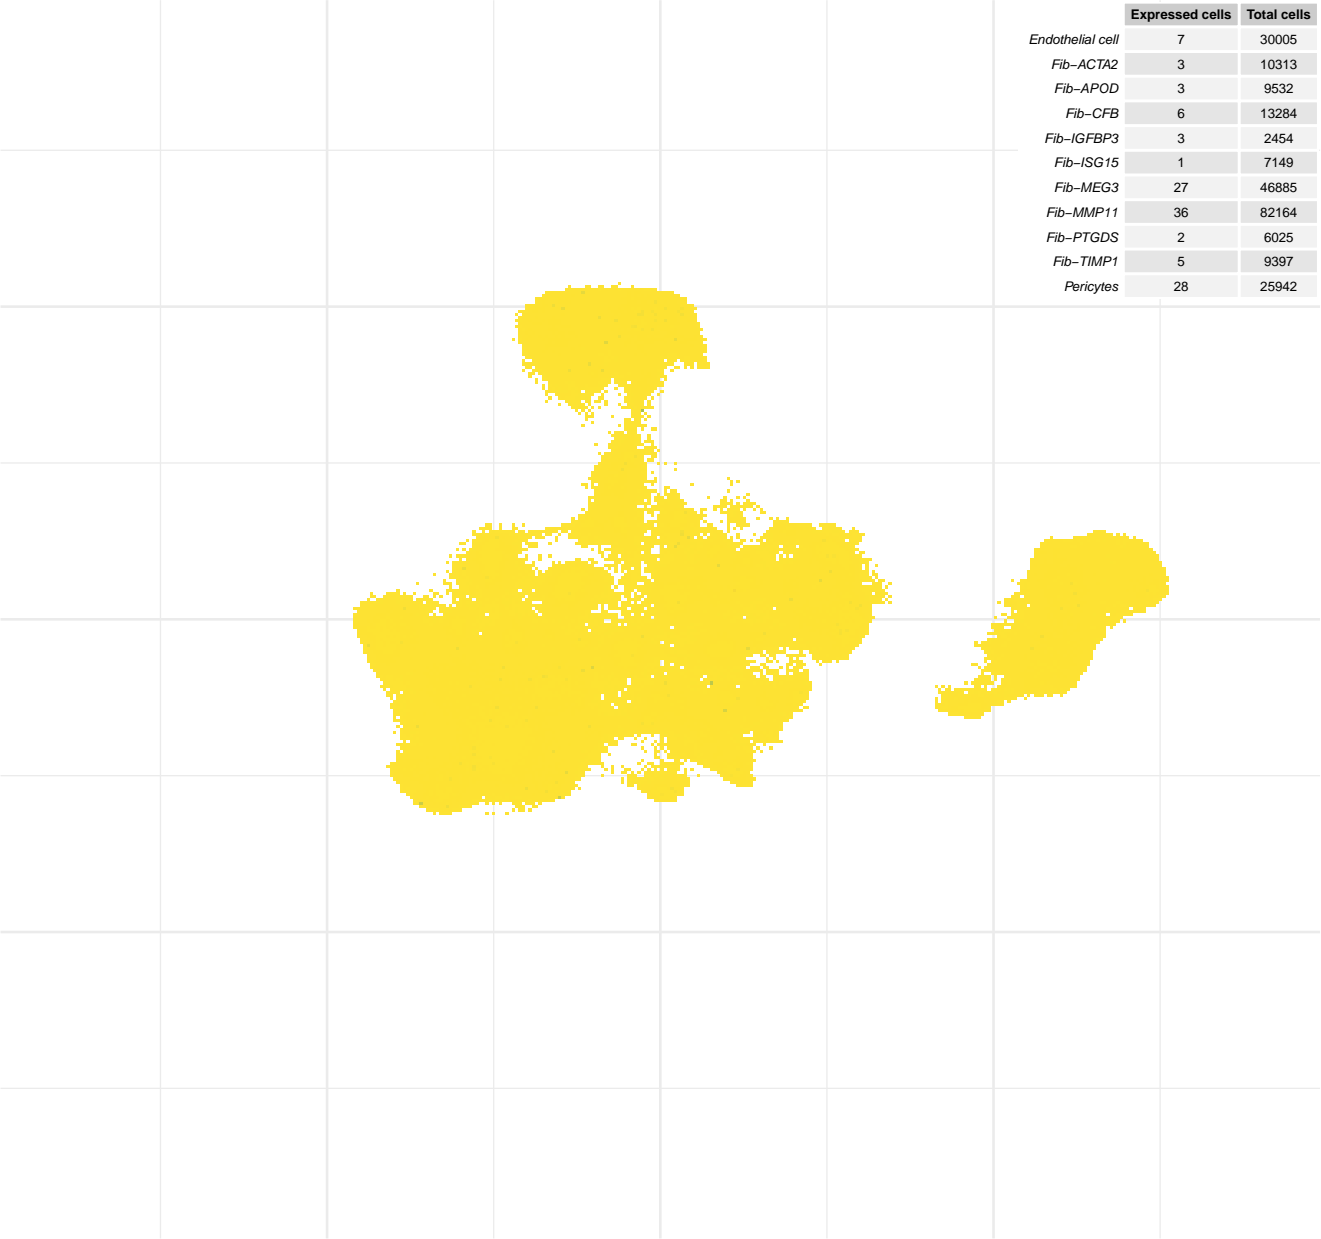 Expressed cells Total cells
Endothelial cell 7 30005
Fib−ACTA2 3 10313
Fib−APOD 3 9532
Fib−CFB 6 13284
Fib−IGFBP3 3 2454
Fib−ISG15 1 7149
Fib−MEG3 27 46885
Fib−MMP11 36 82164
Fib−PTGDS 2 6025
Fib−TIMP1 5 9397
Pericytes 28 25942